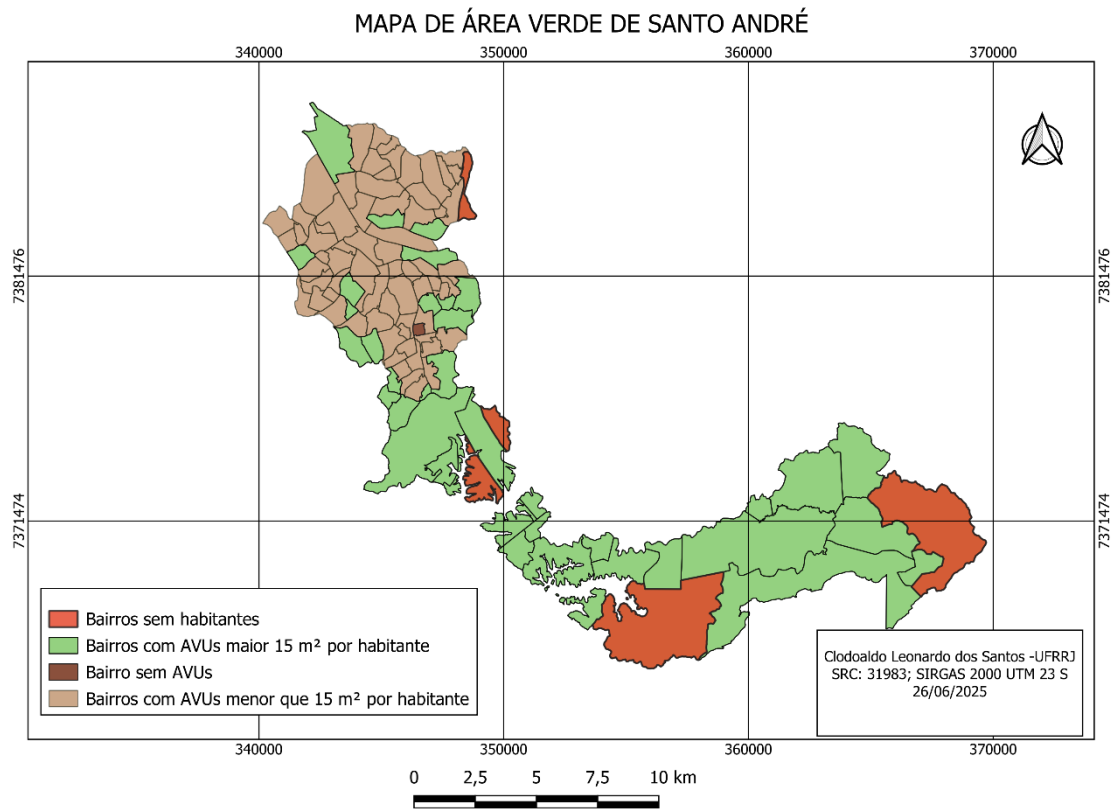 MAPA DE ÁREA VERDE DE SANTO ANDRÉ
340000
350000
360000
370000
7381476
7381476
7371474
7371474
Bairros sem habitantes
Bairros com AVUs maior 15 m² por habitante
Bairro sem AVUs
Bairros com AVUs menor que 15 m² por habitante
Clodoaldo Leonardo dos Santos -UFRRJ
SRC: 31983; SIRGAS 2000 UTM 23 S
26/06/2025
340000
350000
360000
370000
0 2,5 5 7,5 10 km